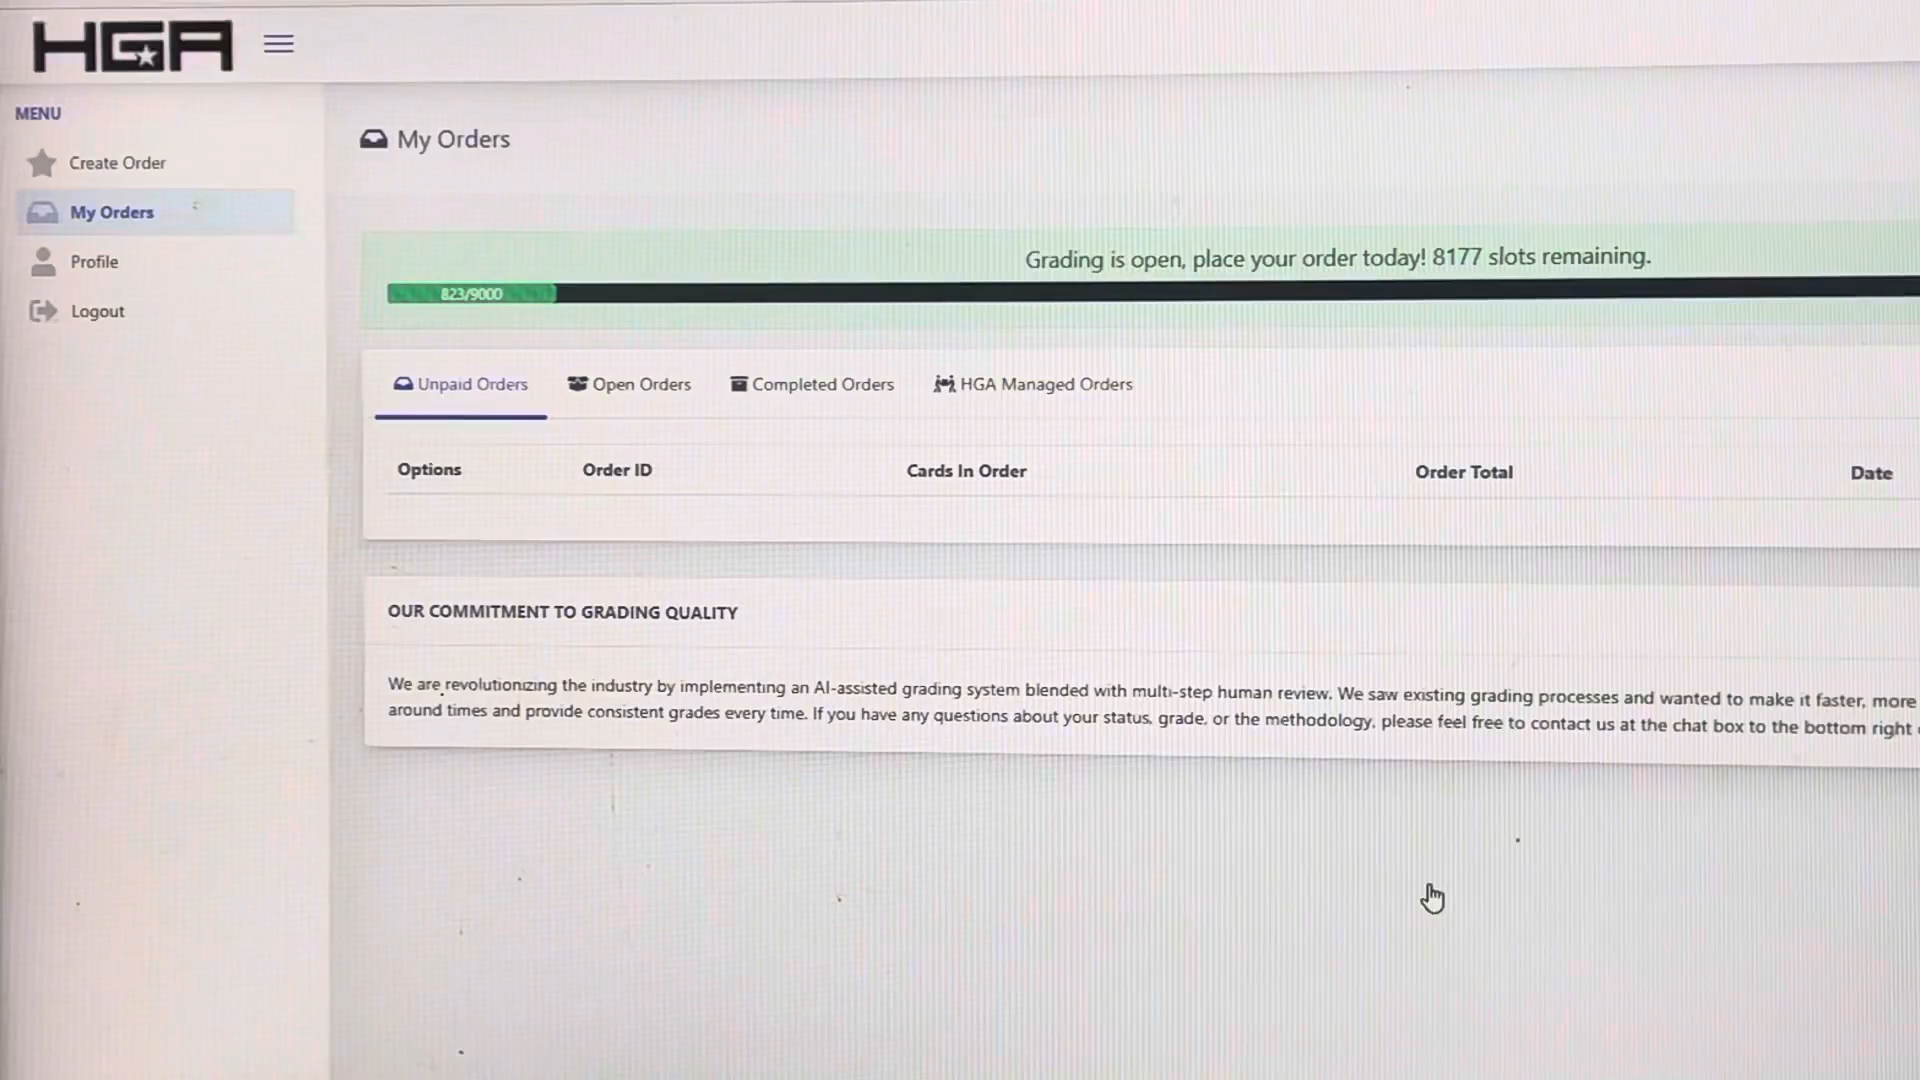 HGA
MENU
Create Order
My Orders
Profile
Logout
My Orders
Grading is open, place your order today! 8177 slots remaining.
823/9000
Unpaid Orders Open Orders Completed Orders HGA Managed Orders
Options Order ID Cards In Order Order Total Date
OUR COMMITMENT TO GRADING QUALITY
We are revolutionizing the industry by implementing an AI-assisted grading system blended with multi-step human review. We saw existing grading processes and wanted to make it faster, more
around times and provide consistent grades every time. If you have any questions about your status, grade, or the methodology, please feel free to contact us at the chat box to the bottom right